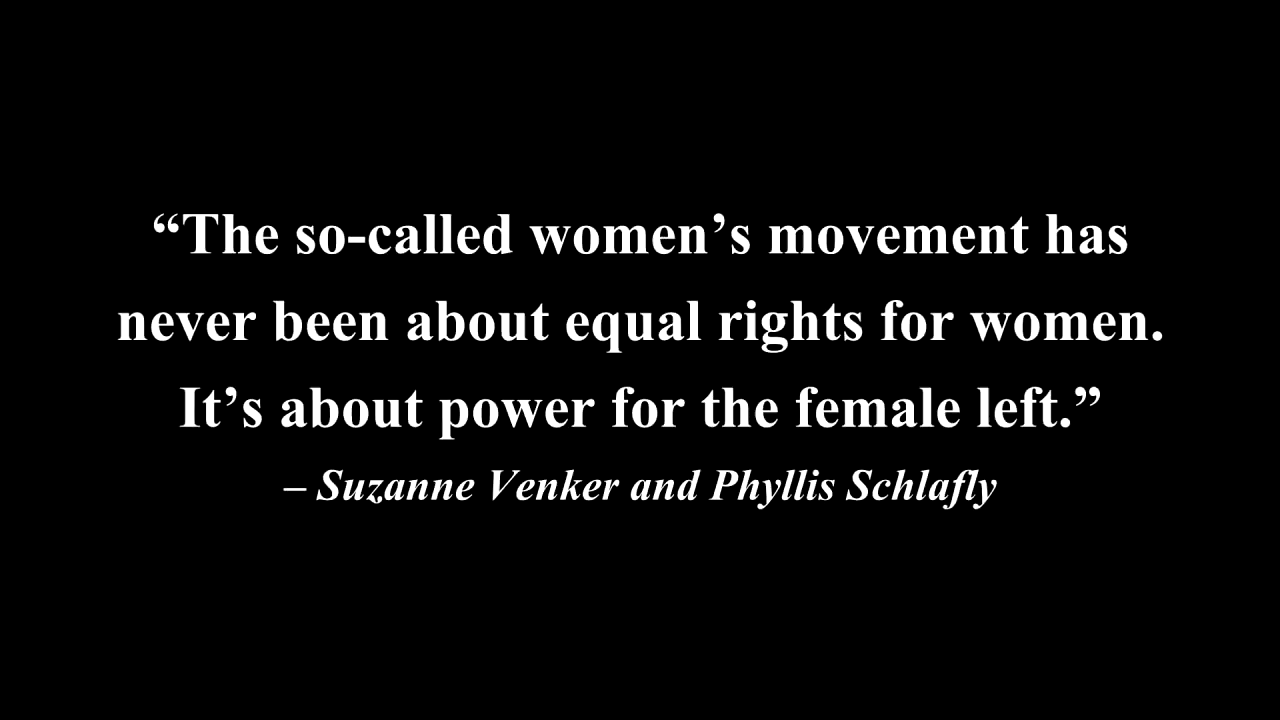 “The so-called women’s movement has
never been about equal rights for women.
It’s about power for the female left.”
– Suzanne Venker and Phyllis Schlafly